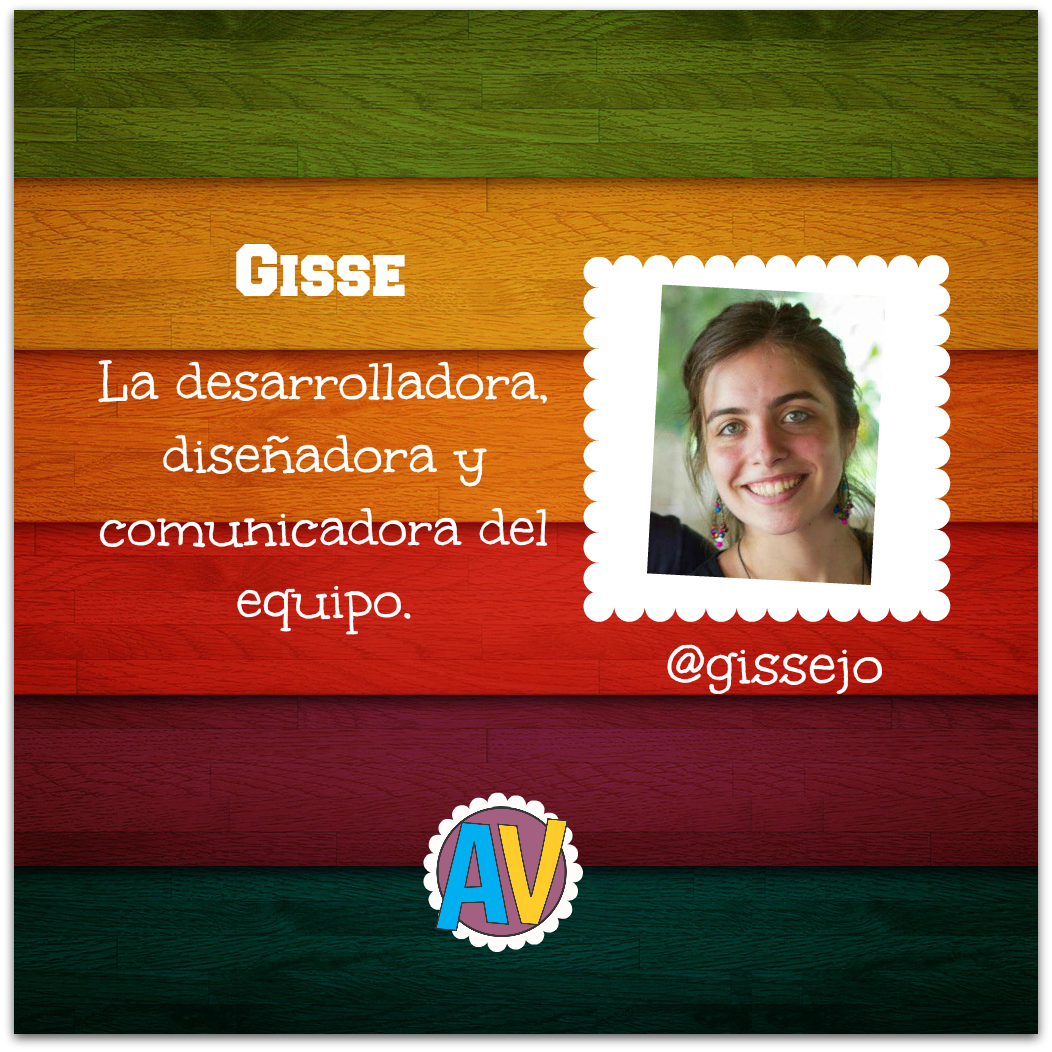 Gisse
La desarrolladora,
diseñadora y
comunicadora del
equipo.
@gissejo
AV